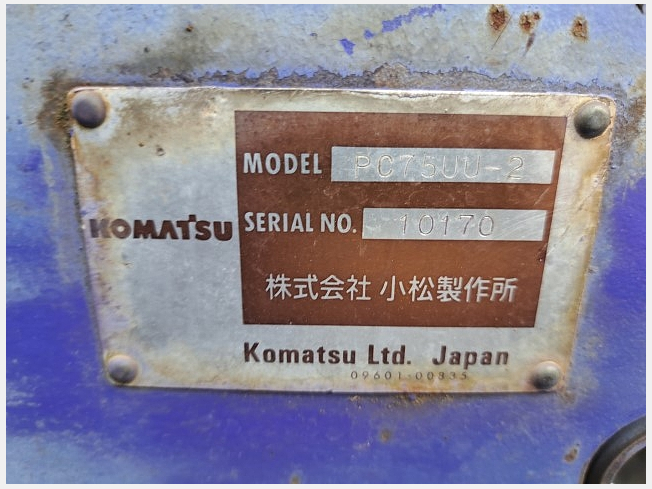 MODEL PC75UU-2
KOMATSU
SERIAL NO. 10170
株式会社 小松製作所
Komatsu Ltd. Japan
09601-00335